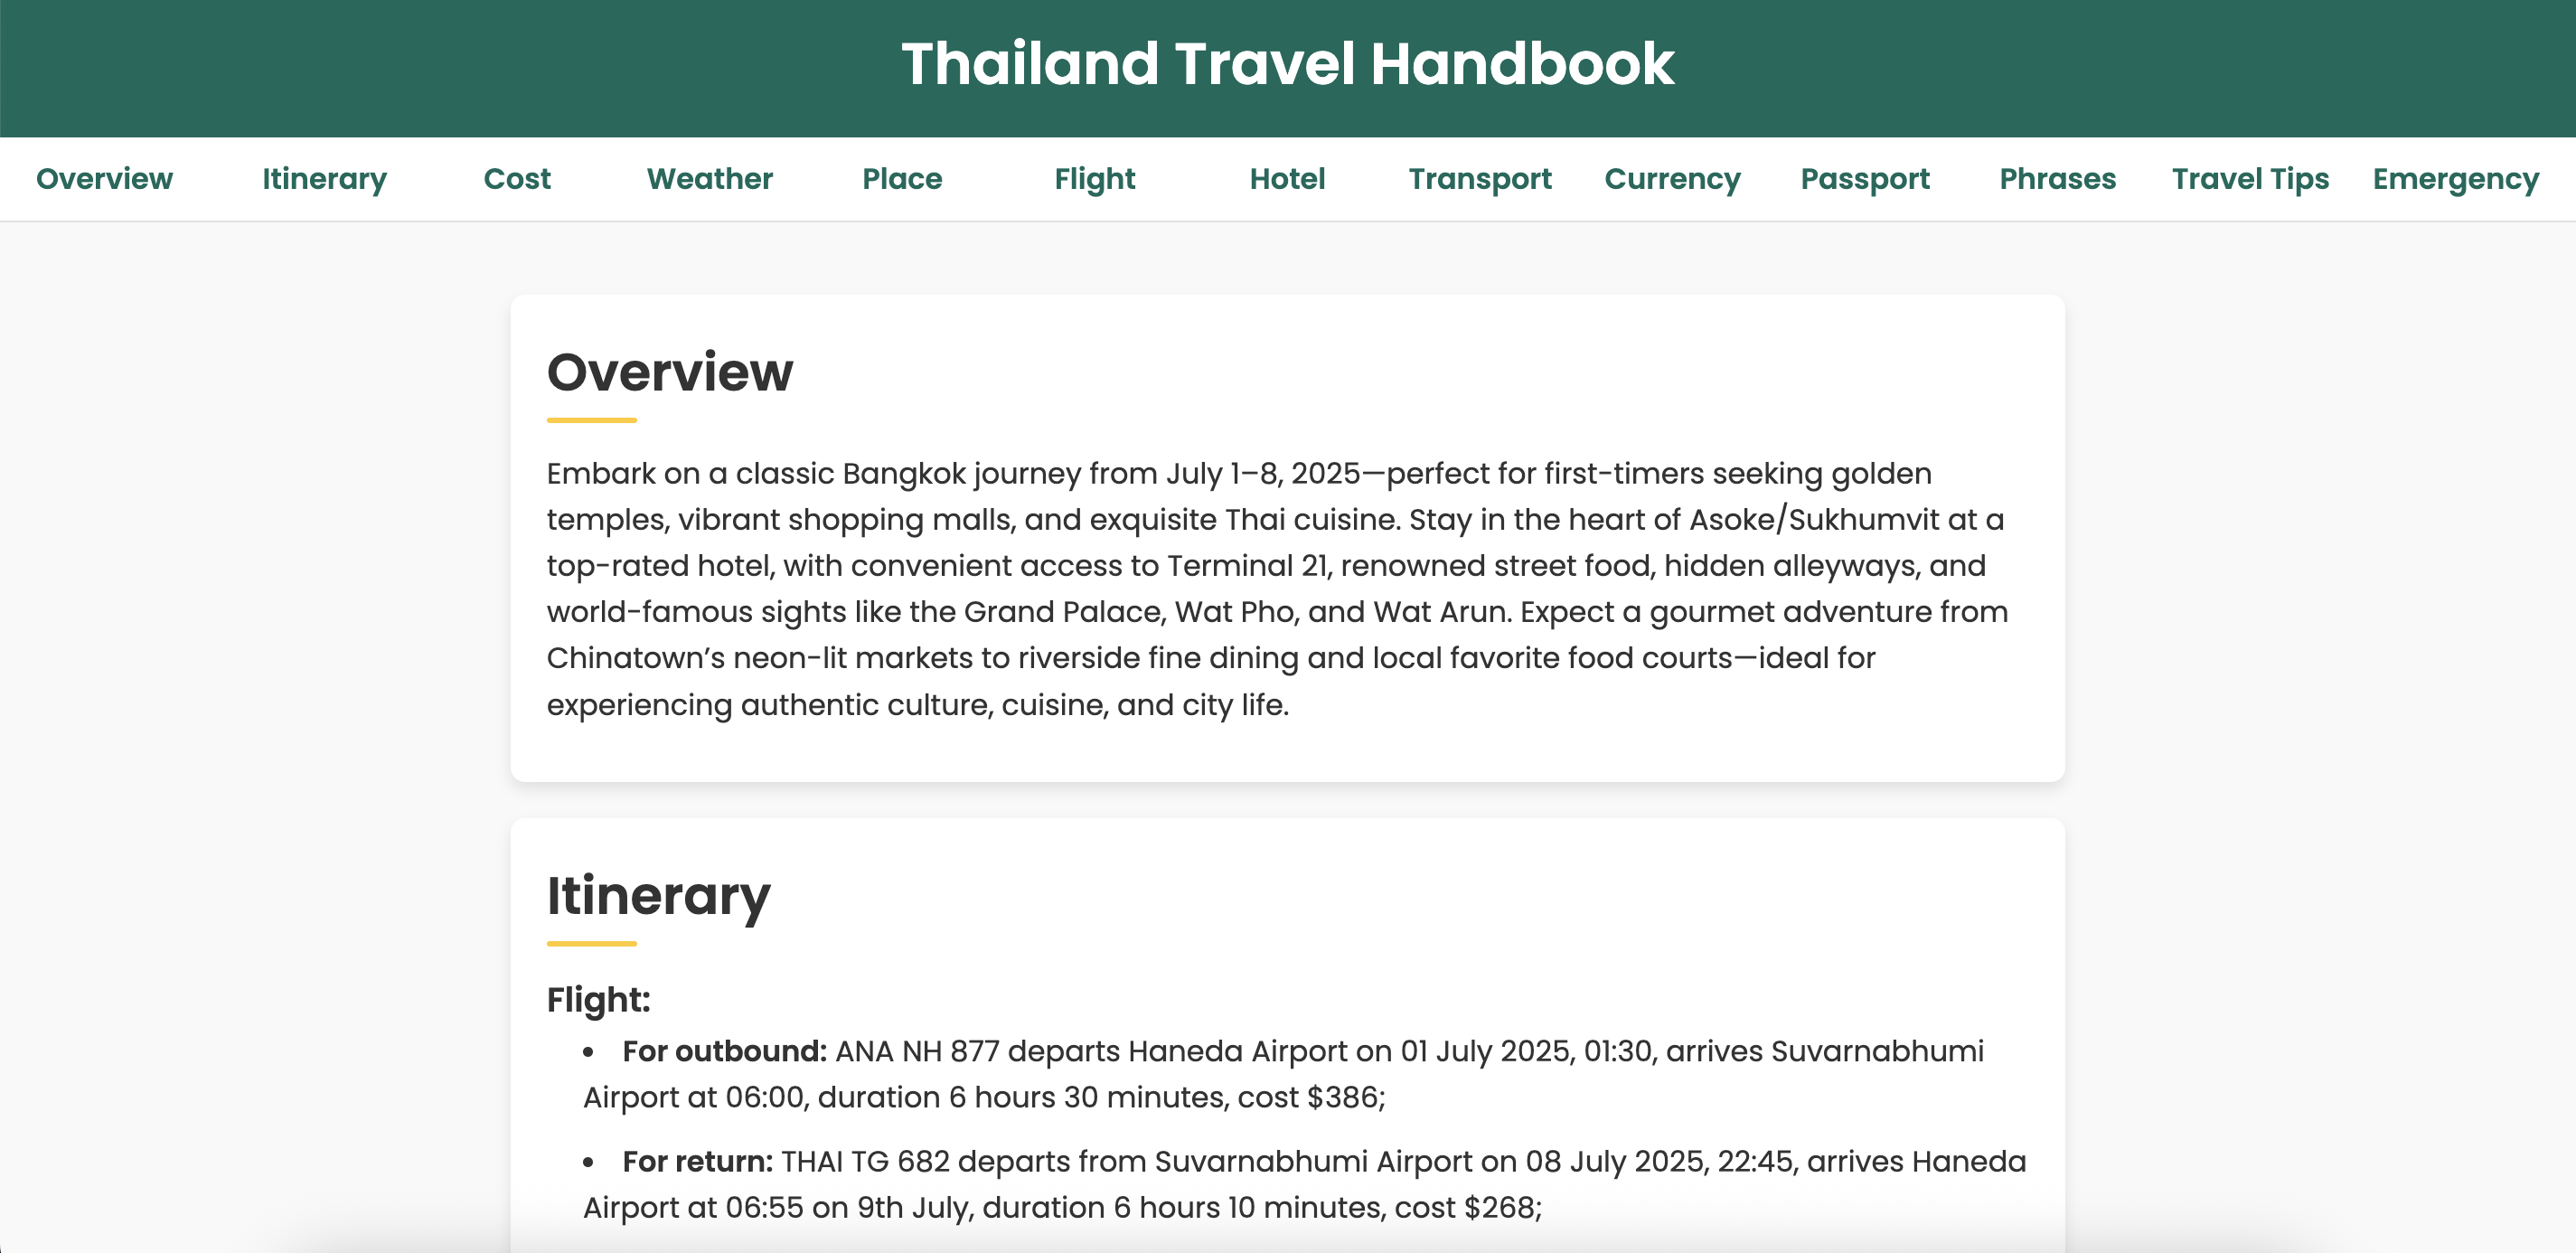 Thailand Travel Handbook
Overview Itinerary Cost Weather Place Flight Hotel Transport Currency Passport Phrases Travel Tips Emergency
Overview
Embark on a classic Bangkok journey from July 1–8, 2025—perfect for first-timers seeking golden
temples, vibrant shopping malls, and exquisite Thai cuisine. Stay in the heart of Asoke/Sukhumvit at a
top-rated hotel, with convenient access to Terminal 21, renowned street food, hidden alleyways, and
world-famous sights like the Grand Palace, Wat Pho, and Wat Arun. Expect a gourmet adventure from
Chinatown’s neon-lit markets to riverside fine dining and local favorite food courts—ideal for
experiencing authentic culture, cuisine, and city life.
Itinerary
Flight:
• For outbound: ANA NH 877 departs Haneda Airport on 01 July 2025, 01:30, arrives Suvarnabhumi
Airport at 06:00, duration 6 hours 30 minutes, cost $386;
• For return: THAI TG 682 departs from Suvarnabhumi Airport on 08 July 2025, 22:45, arrives Haneda
Airport at 06:55 on 9th July, duration 6 hours 10 minutes, cost $268;